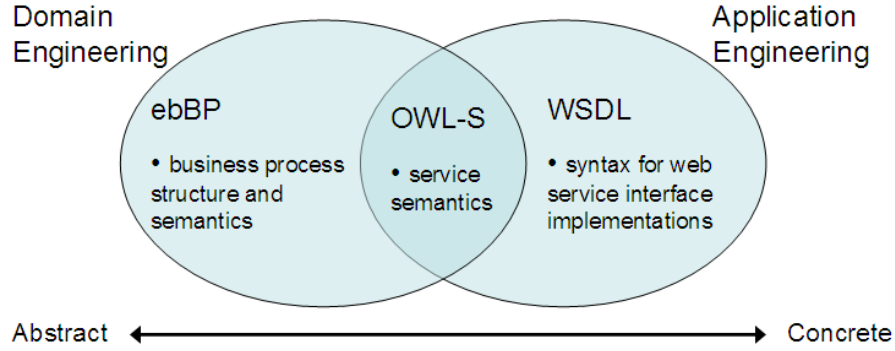 Domain
Engineering
Application
Engineering
ebBP
• business process
structure and
semantics
OWL-S
• service
semantics
WSDL
• syntax for web
service interface
implementations
Abstract
Concrete